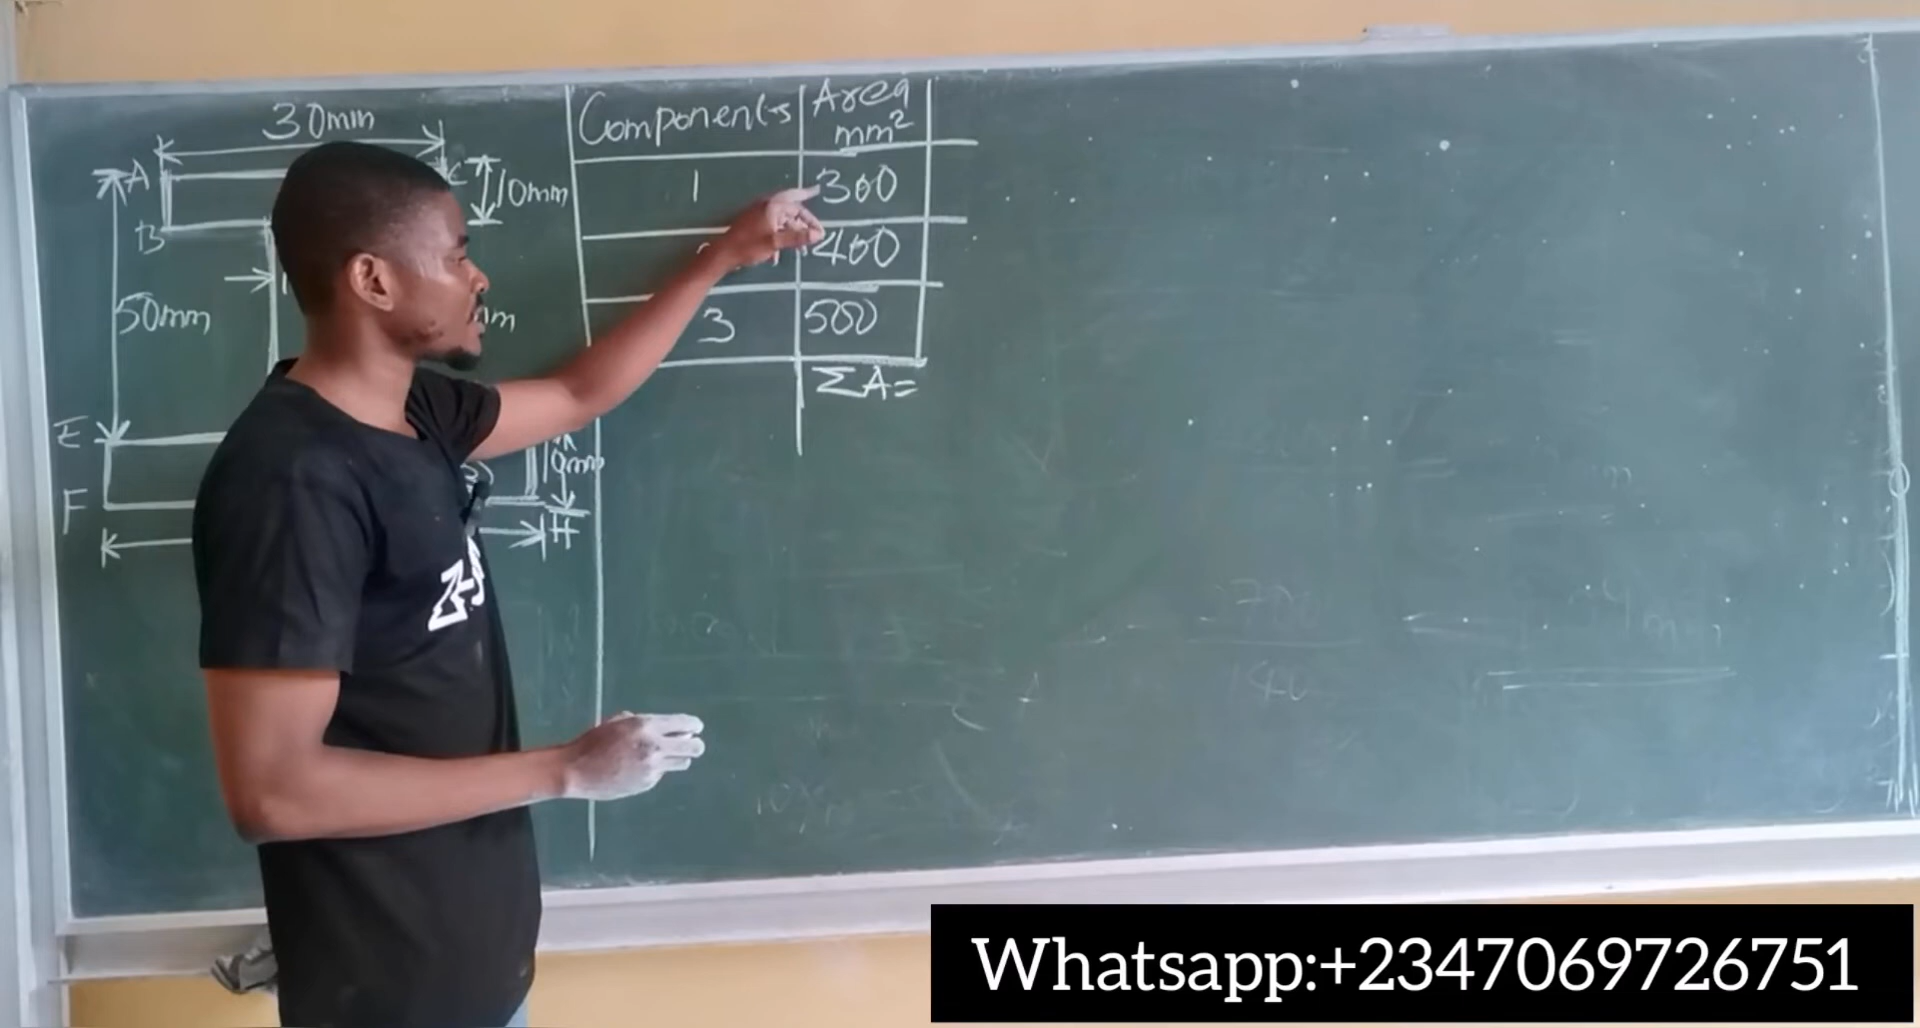 30mm
A
C
10mm
B
50mm
E
10mm
F
H
Components
Area
mm²
1
300
400
3
500
ΣA=
Whatsapp:+2347069726751